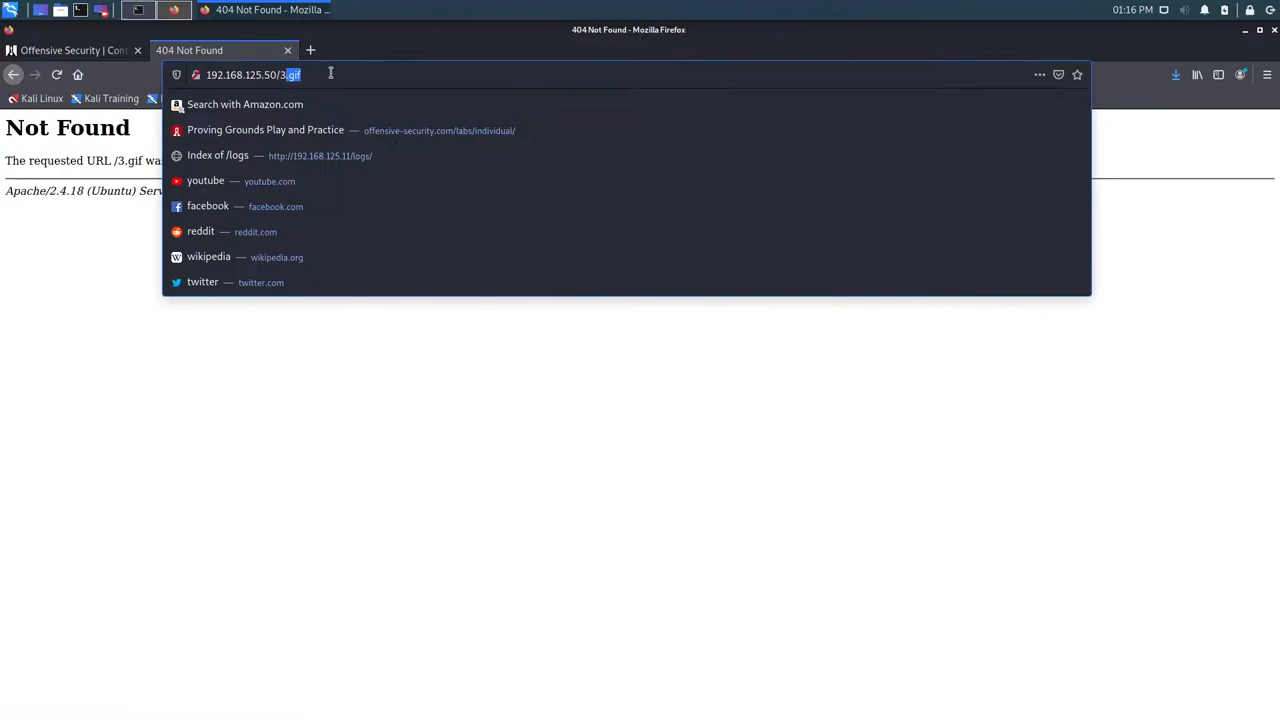 404 Not Found - Mozilla ...
01:16 PM
404 Not Found - Mozilla Firefox
Offensive Security | Cont
404 Not Found
192.168.125.50/3.gif
Kali Linux
Kali Training
Search with Amazon.com
Not Found
Proving Grounds Play and Practice — offensive-security.com/labs/individual/
Index of /logs — http://192.168.125.11/logs/
The requested URL /3.gif wa
youtube — youtube.com
Apache/2.4.18 (Ubuntu) Serv
facebook — facebook.com
reddit — reddit.com
wikipedia — wikipedia.org
twitter — twitter.com